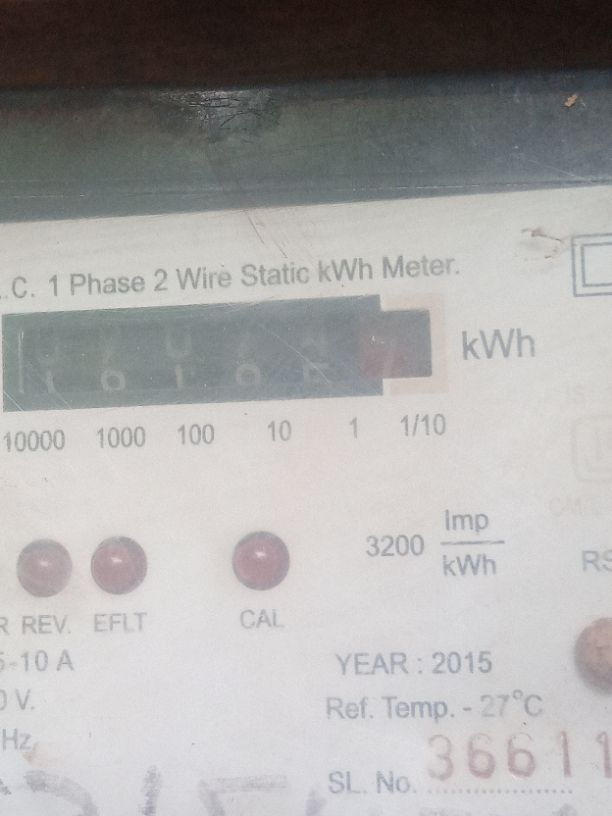 .C. 1 Phase 2 Wire Static kWh Meter.
kWh
10000 1000 100 10 1 1/10
3200 Imp
kWh
R REV. EFLT CAL
5-10 A
YEAR : 2015
0 V.
Ref. Temp. - 27°C
Hz
SL. No. 36611